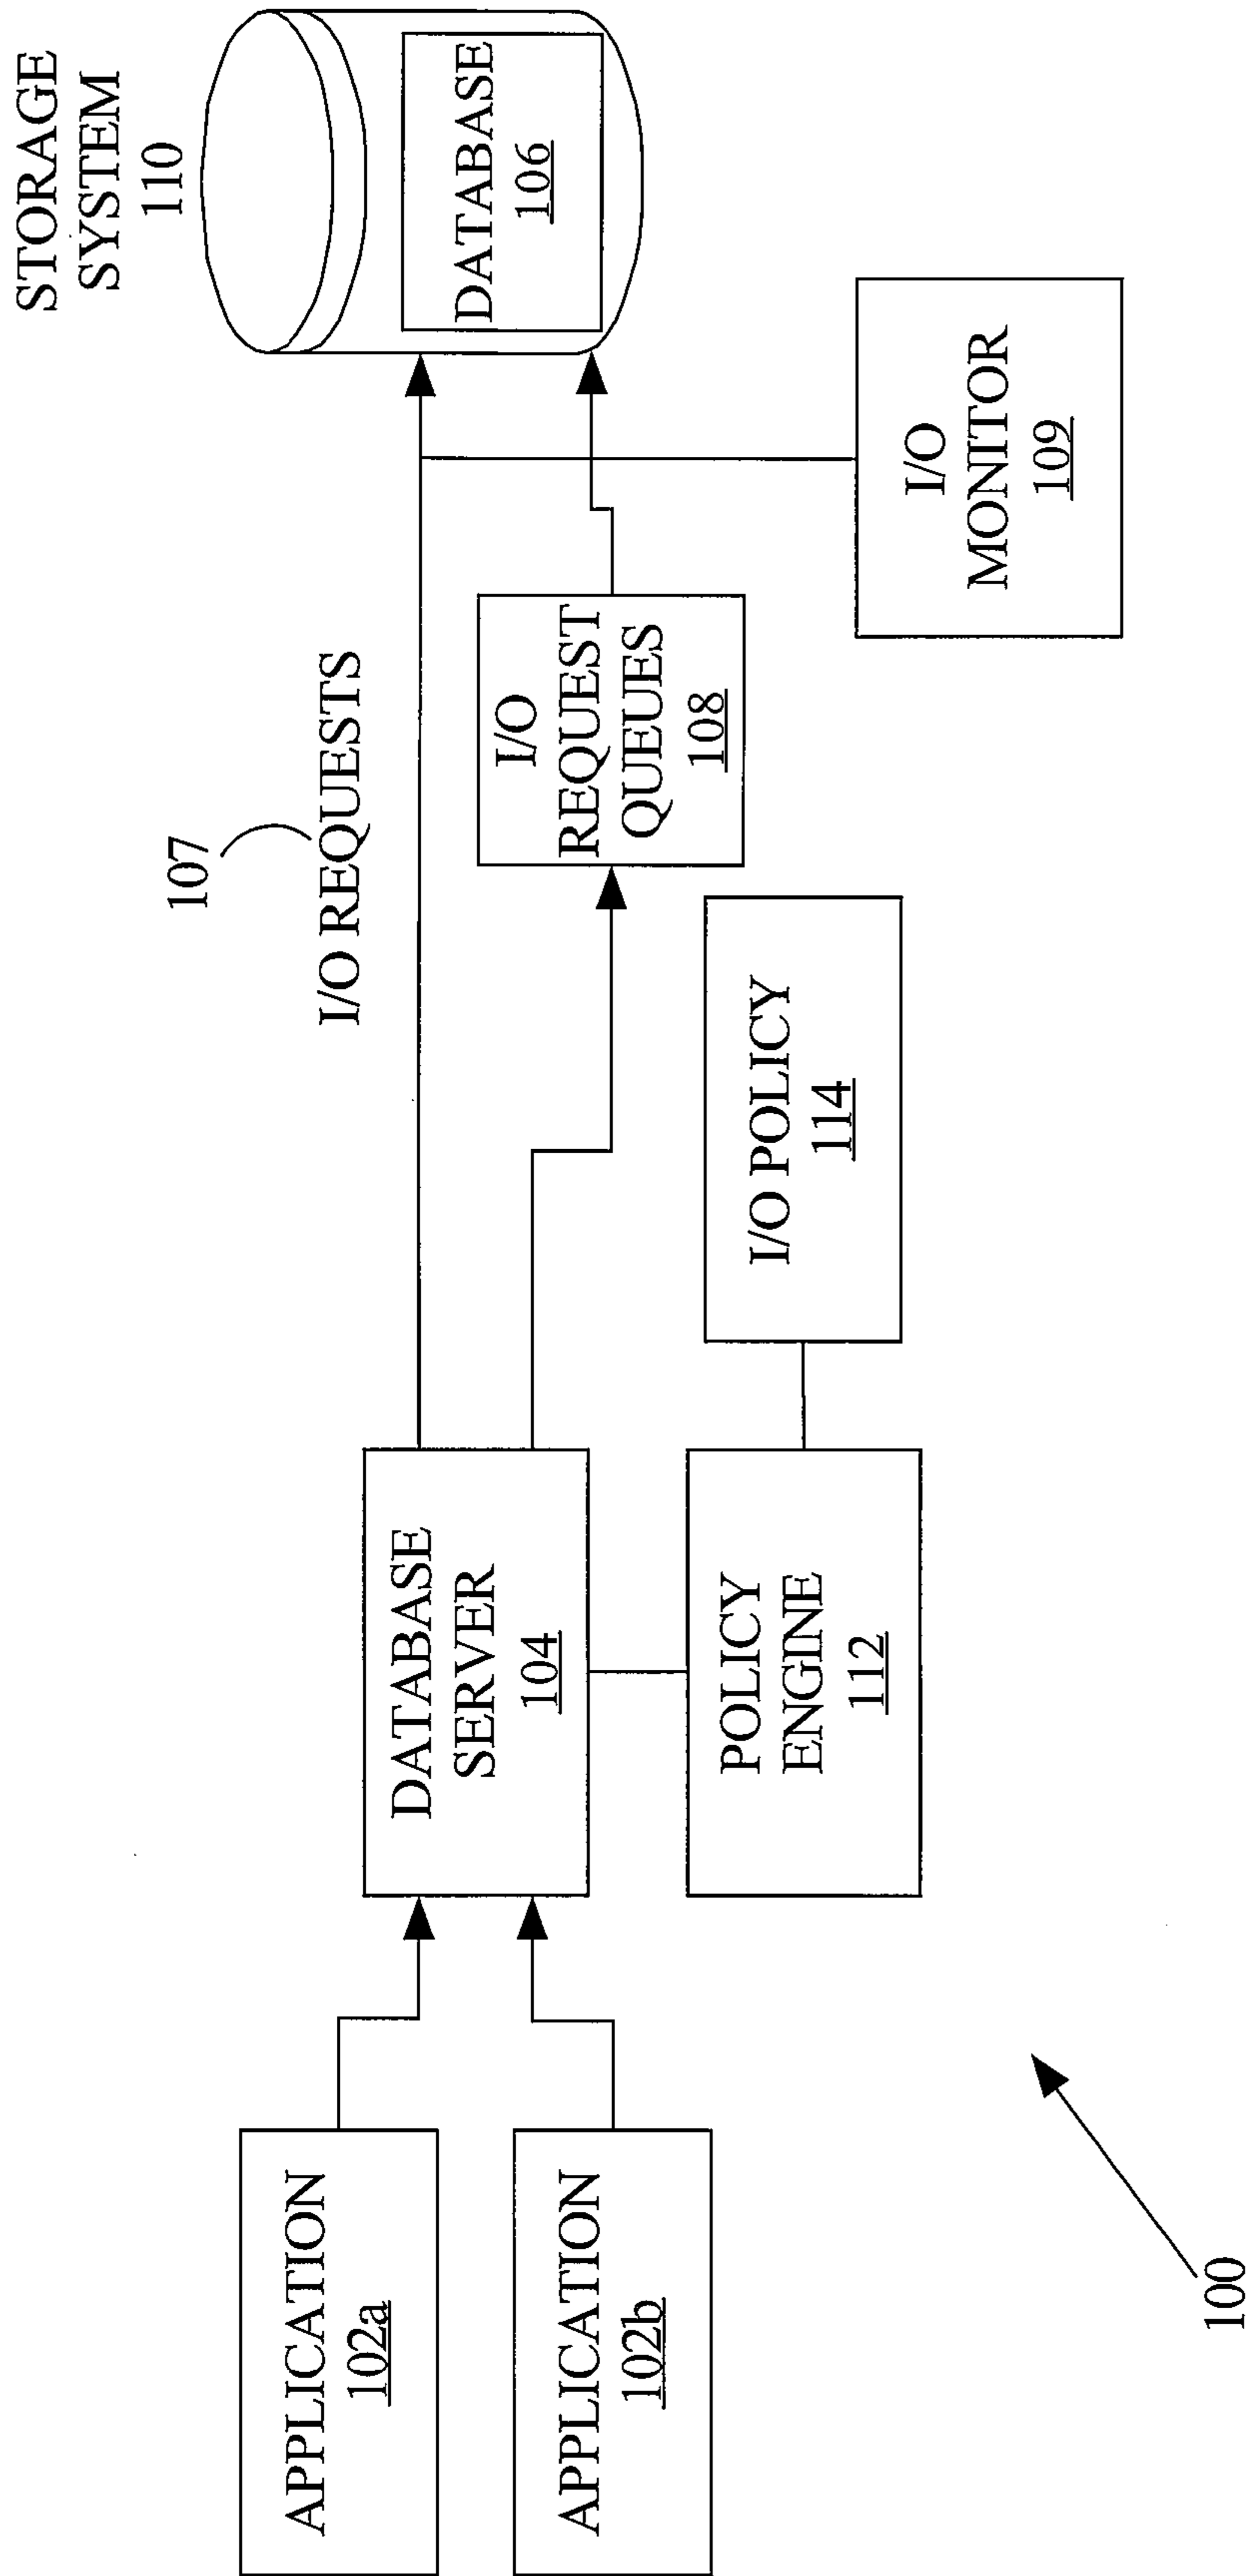 STORAGE
SYSTEM
110
DATABASE
106
107
I/O REQUESTS
I/O
REQUEST
QUEUES
108
I/O
MONITOR
109
DATABASE
SERVER
104
I/O POLICY
114
POLICY
ENGINE
112
APPLICATION
102a
APPLICATION
102b
100